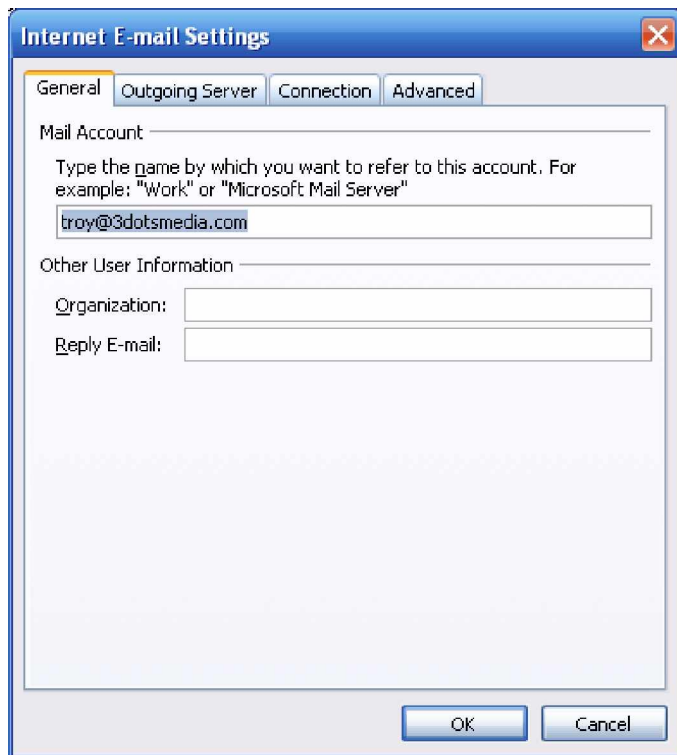 Internet E-mail Settings
General Outgoing Server Connection Advanced
Mail Account
Type the name by which you want to refer to this account. For
example: "Work" or "Microsoft Mail Server"
troy@3dotsmedia.com
Other User Information
Organization:
Reply E-mail:
OK Cancel